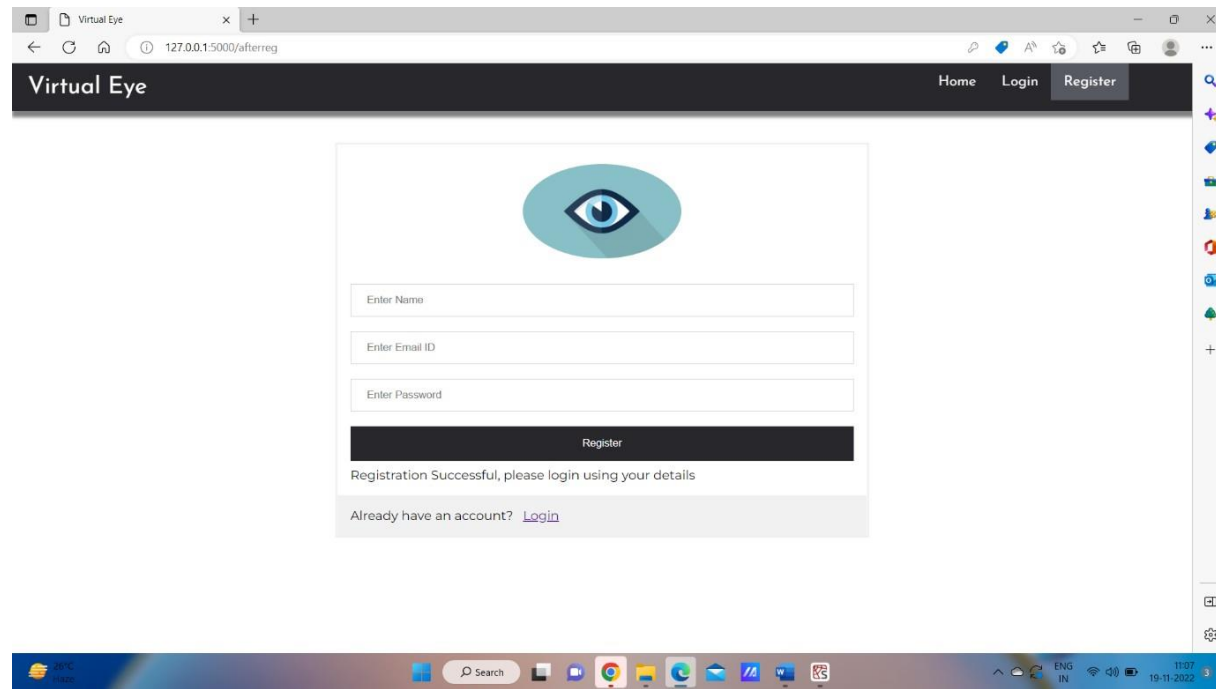 Virtual Eye
127.0.0.1:5000/afterreg
Virtual Eye
Home Login Register
Enter Name
Enter Email ID
Enter Password
Register
Registration Successful, please login using your details
Already have an account? Login
26°C
Haze
Search
ENG
IN
11:07
19-11-2022